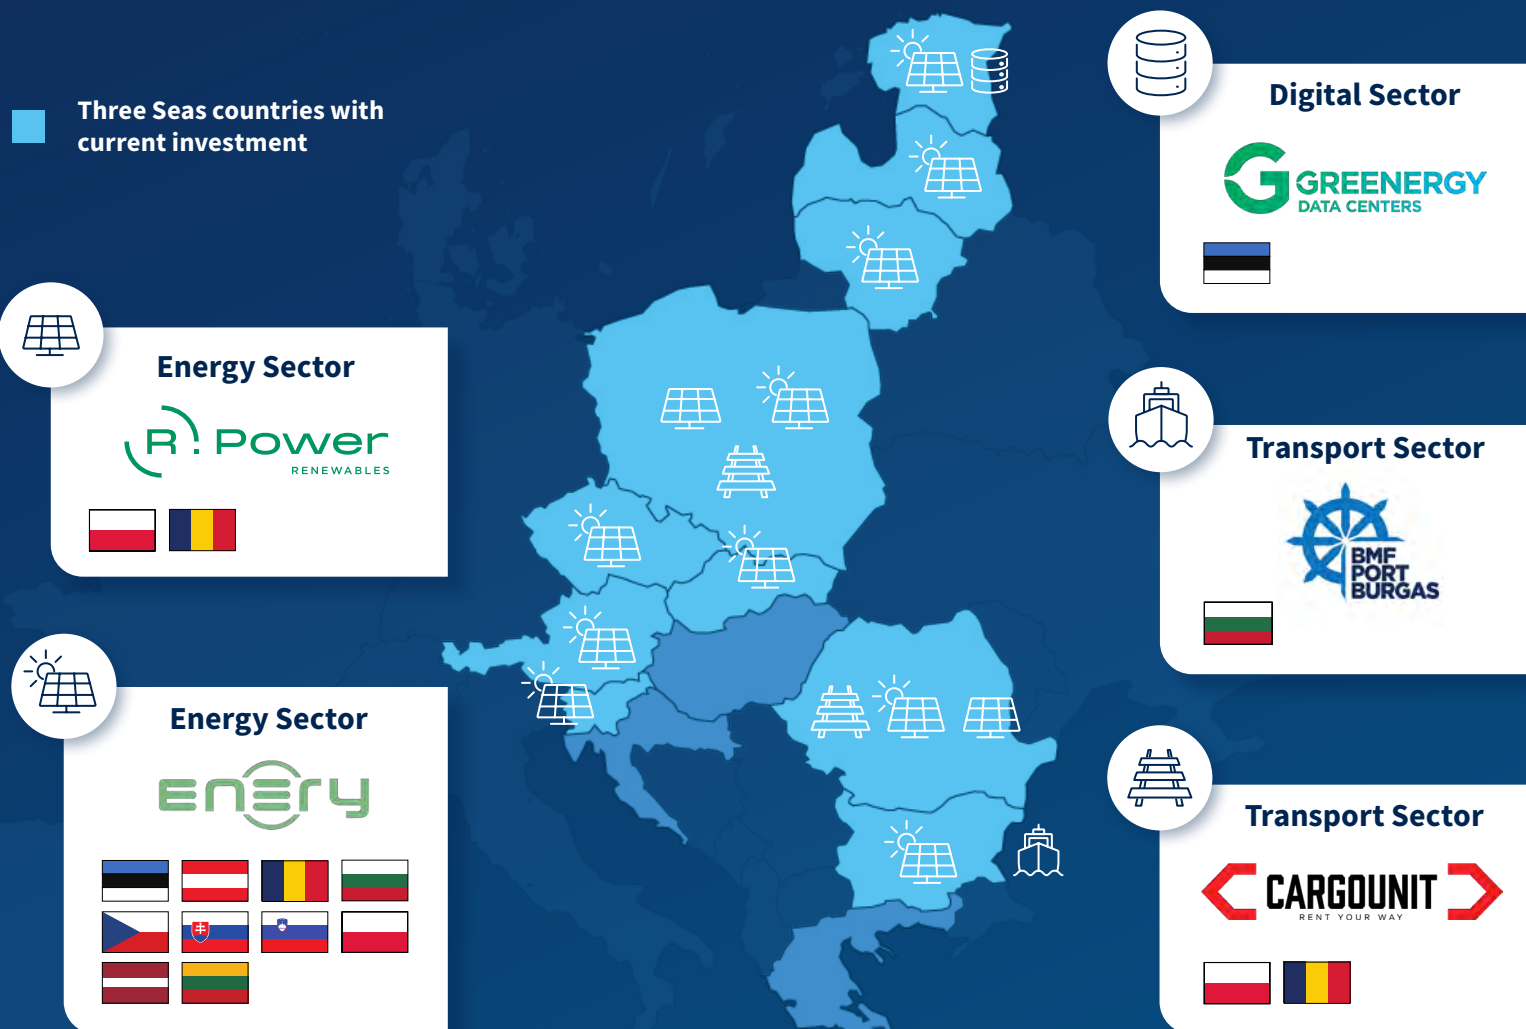 Three Seas countries with
current investment
Energy Sector
R.Power
RENEWABLES
Energy Sector
enery
Digital Sector
G GREENERGY
DATA CENTERS
Transport Sector
BMF
PORT
BURGAS
Transport Sector
CARGOUNIT
RENT YOUR WAY